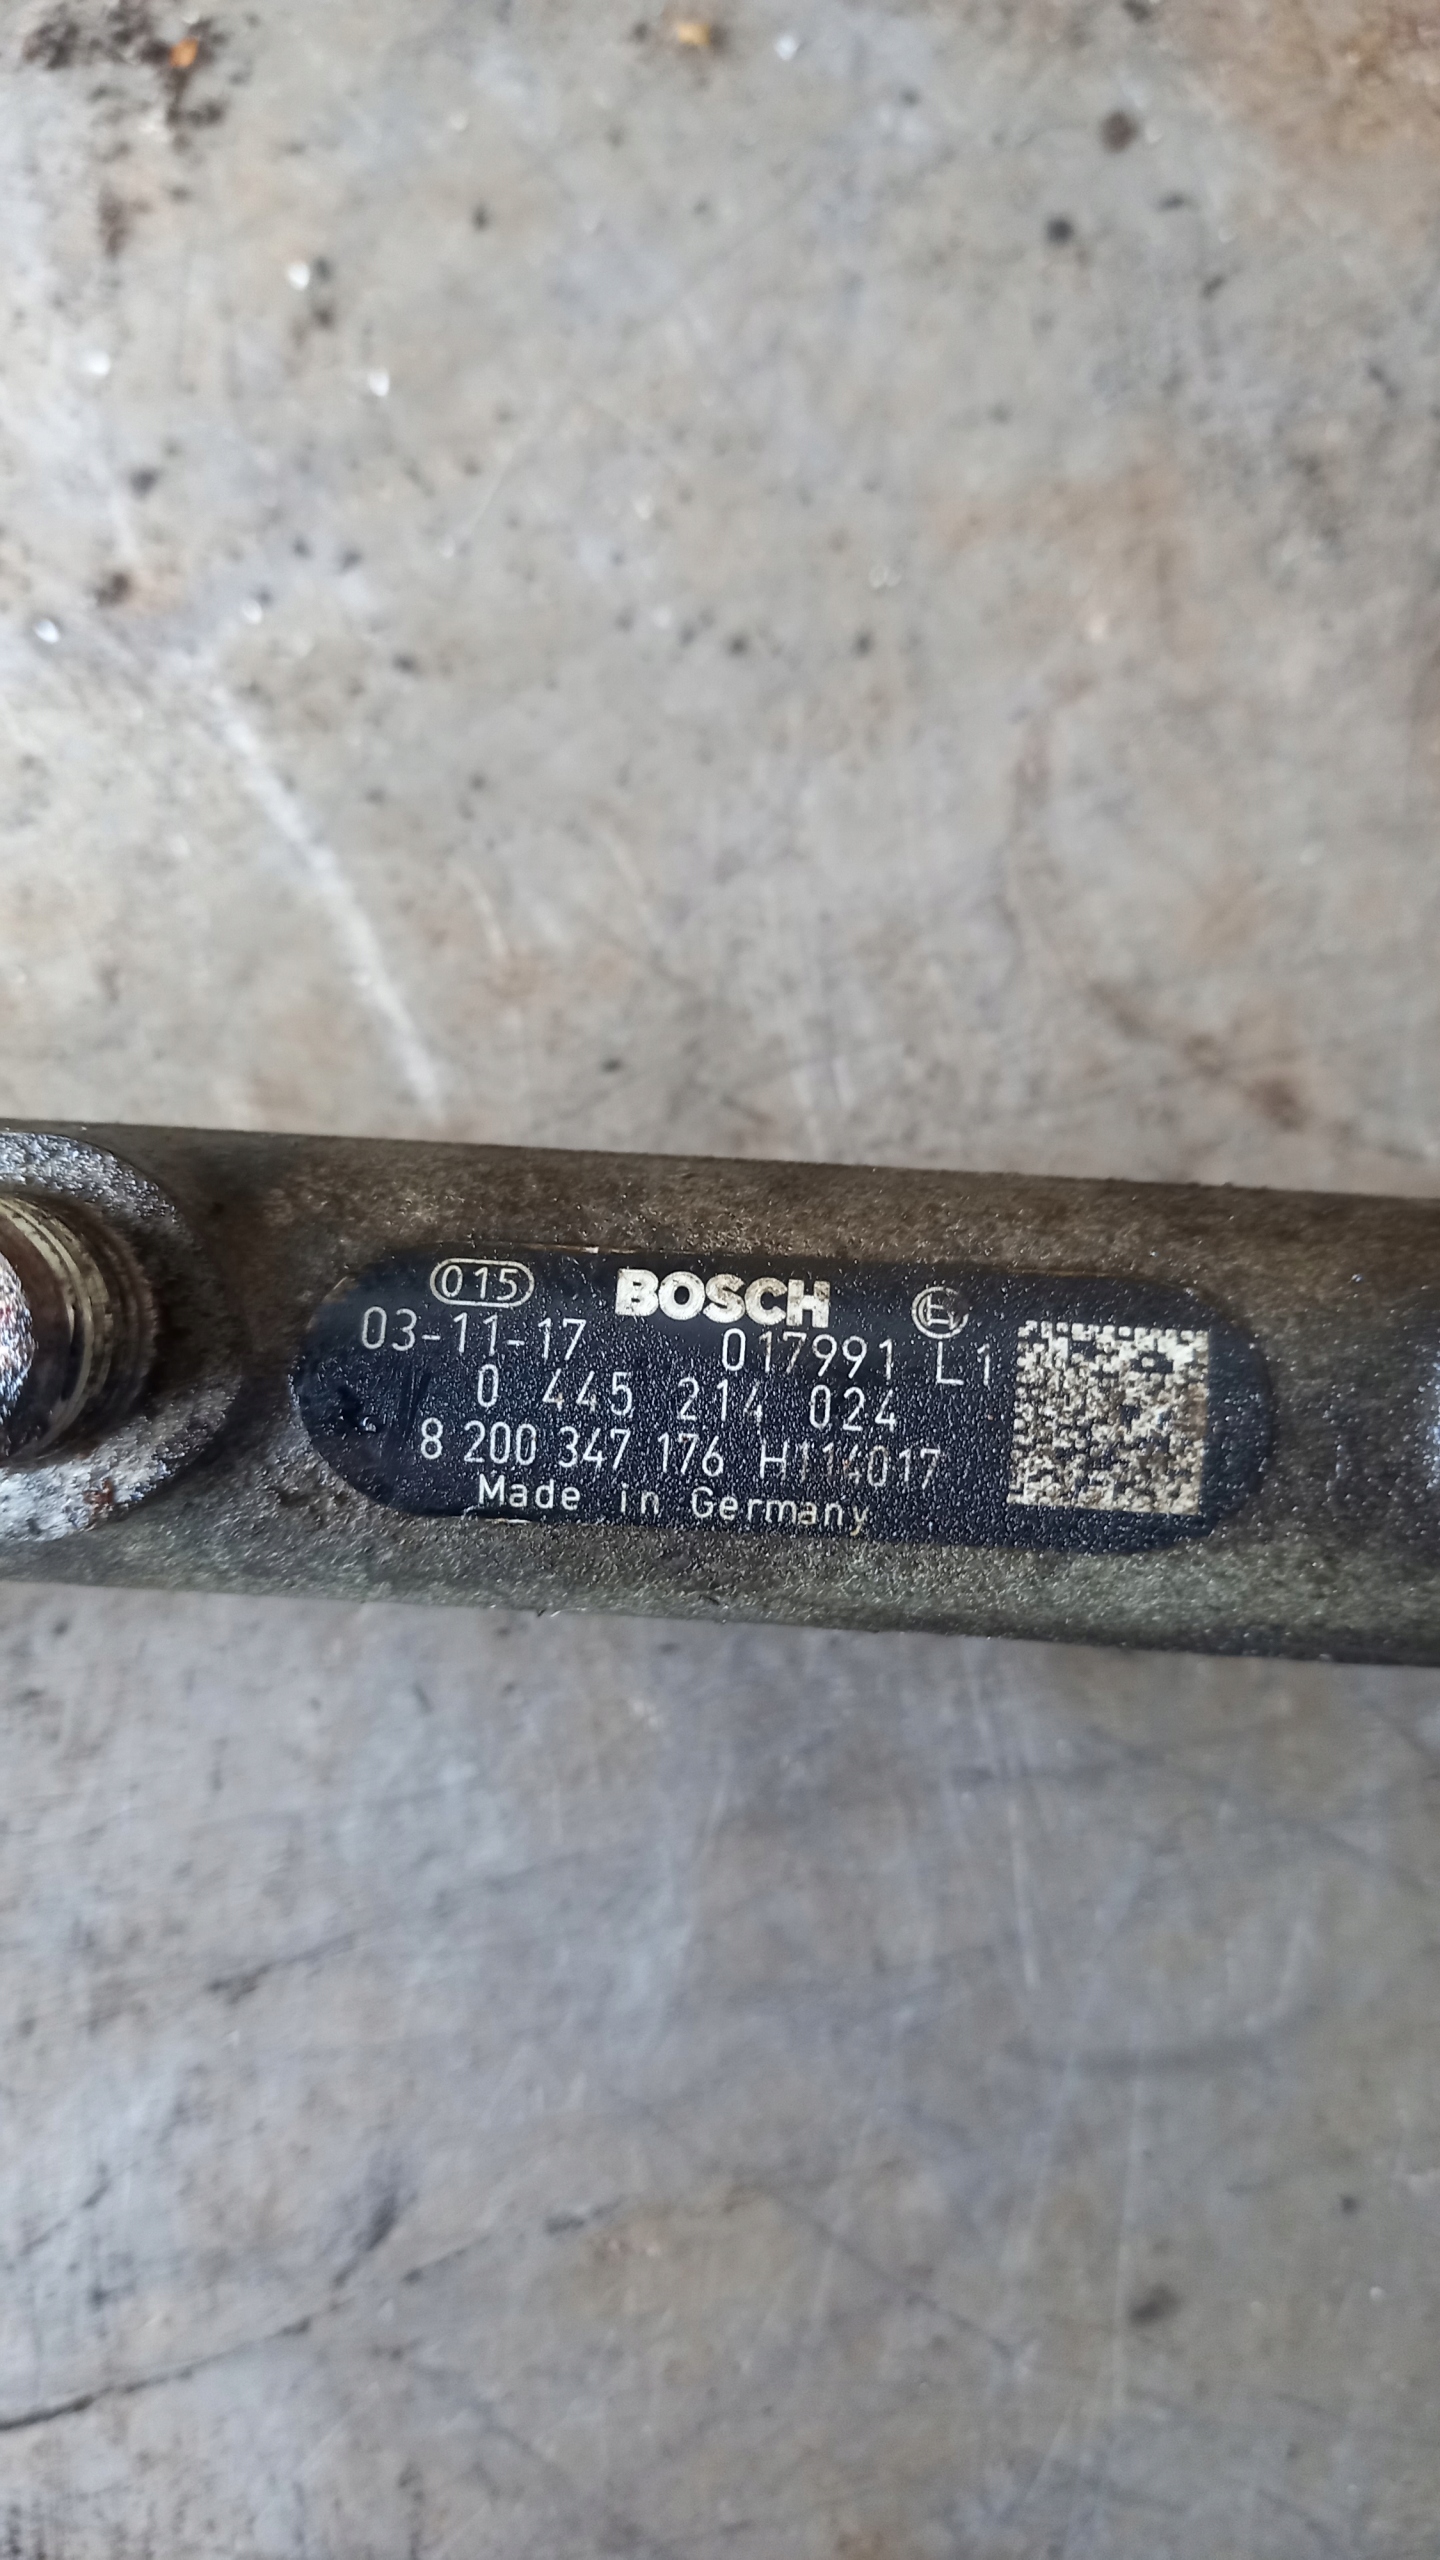 015 BOSCH
03-11-17 017991 L1
0 445 214 024
8 200 347 176 H114017
Made in Germany